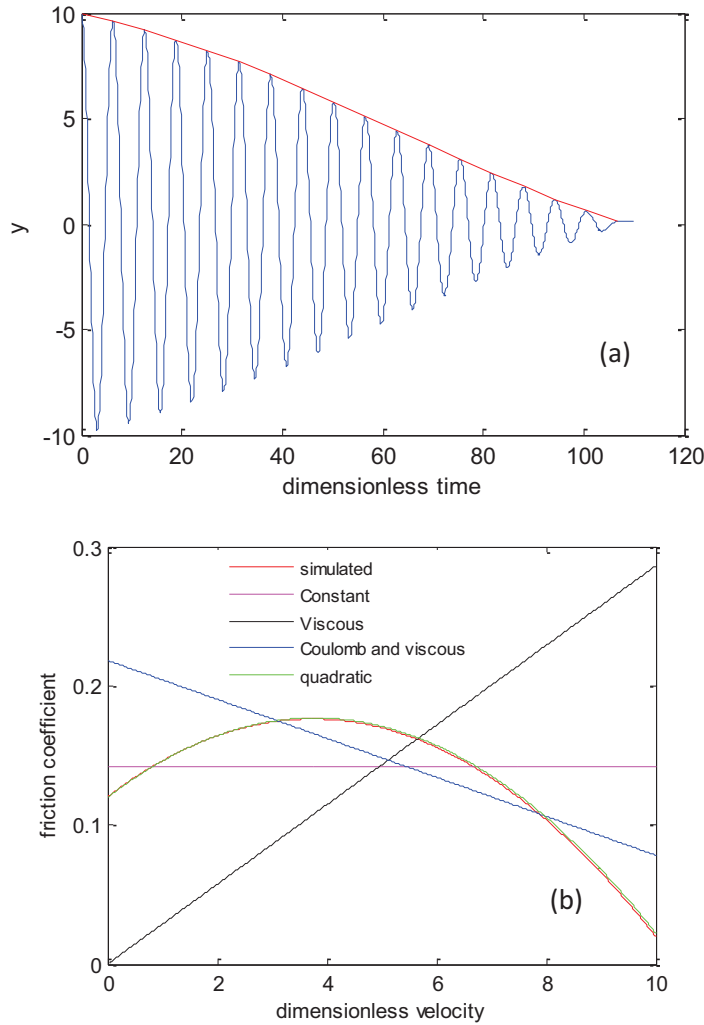 10
5
0
-5
-10
y
(a)
0 20 40 60 80 100 120
dimensionless time
0.3
0.2
0.1
0
friction coefficient
simulated
Constant
Viscous
Coulomb and viscous
quadratic
(b)
0 2 4 6 8 10
dimensionless velocity